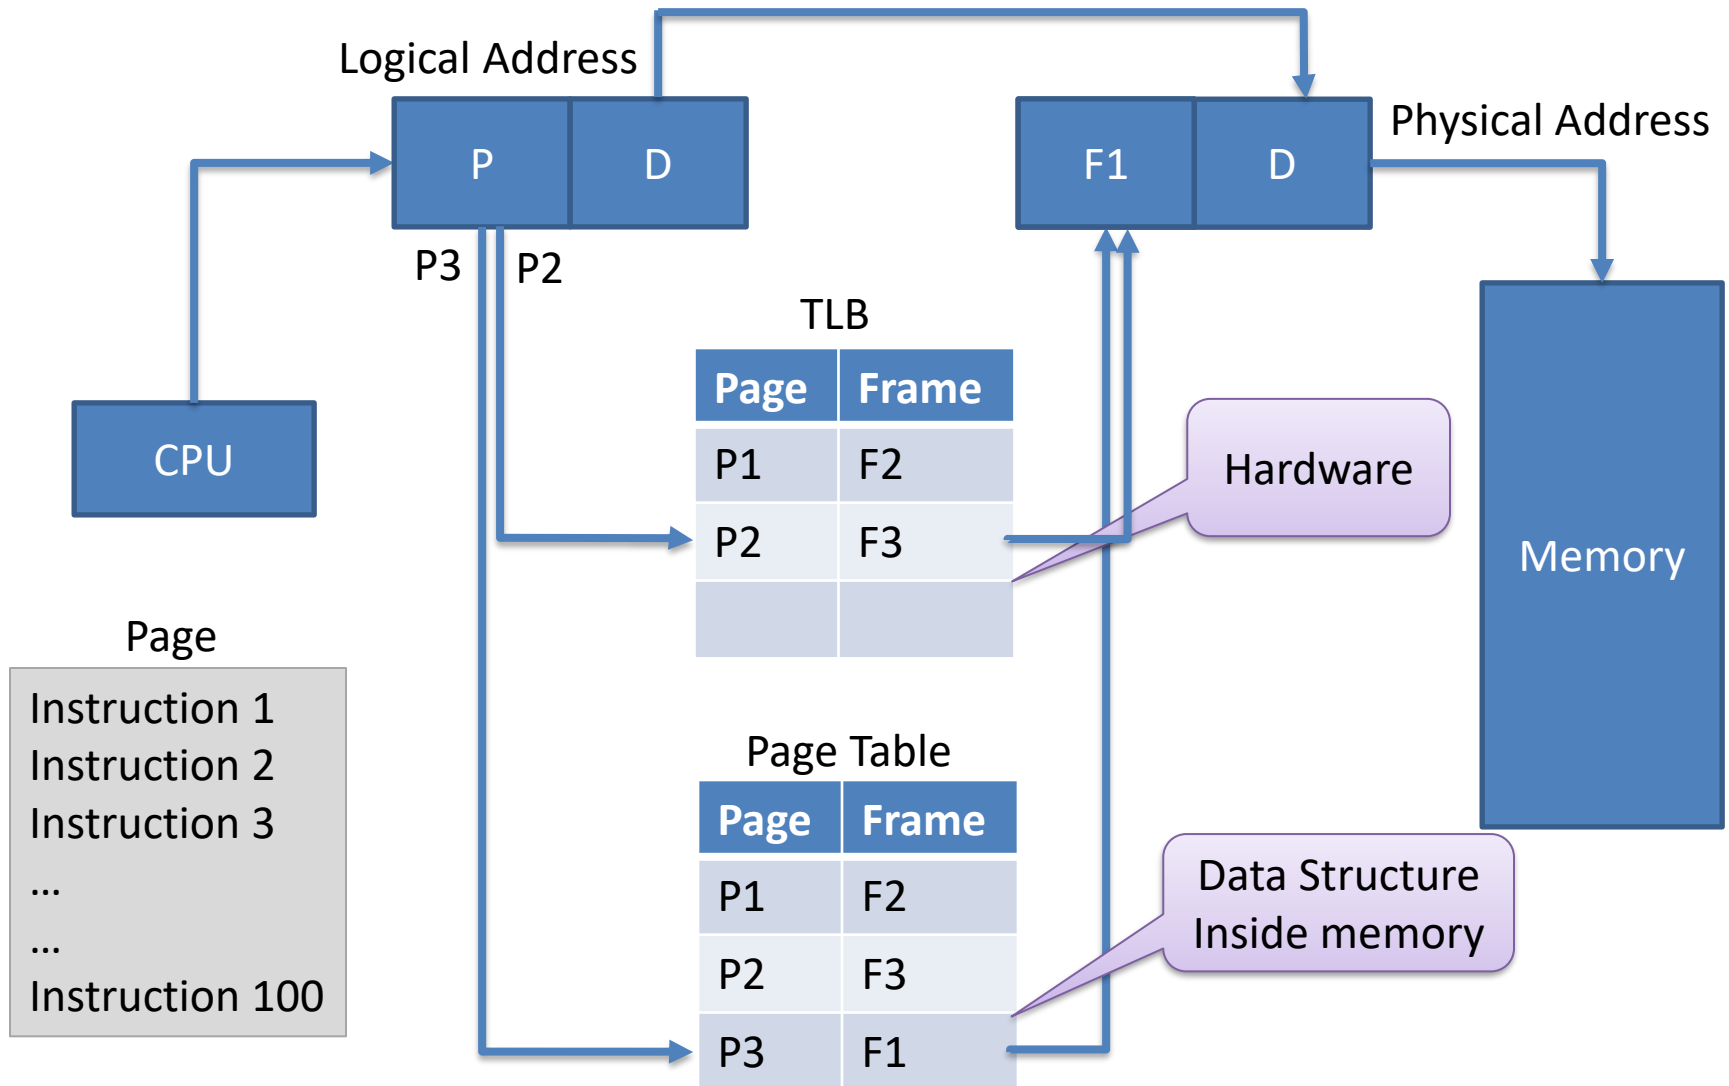 Logical Address
Physical Address
P D
F1 D
P3 P2
CPU
TLB
Page Frame
P1 F2
P2 F3
Hardware
Memory
Page
Instruction 1
Instruction 2
Instruction 3
...
...
Instruction 100
Page Table
Page Frame
P1 F2
P2 F3
P3 F1
Data Structure
Inside memory